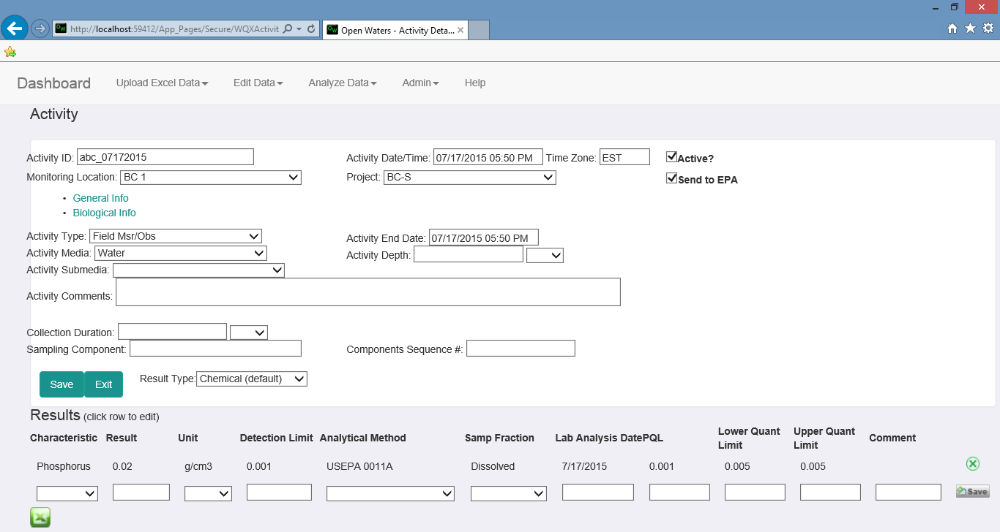 http://localhost:59412/App_Pages/Secure/WQXActivit
Open Waters - Activity Deta...
Dashboard Upload Excel Data Edit Data Analyze Data Admin Help
Activity
Activity ID: abc_07172015 Activity Date/Time: 07/17/2015 05:50 PM Time Zone: EST Active?
Monitoring Location: BC 1 Project: BC-S Send to EPA
• General Info
• Biological Info
Activity Type: Field Msr/Obs Activity End Date: 07/17/2015 05:50 PM
Activity Media: Water Activity Depth:
Activity Submedia:
Activity Comments:
Collection Duration:
Sampling Component: Components Sequence #:
Save Exit Result Type: Chemical (default)
Results (click row to edit)
Characteristic Result Unit Detection Limit Analytical Method Samp Fraction Lab Analysis Date PQL Lower Quant Limit Upper Quant Limit Comment
Phosphorus 0.02 g/cm3 0.001 USEPA 0011A Dissolved 7/17/2015 0.001 0.005 0.005
Save